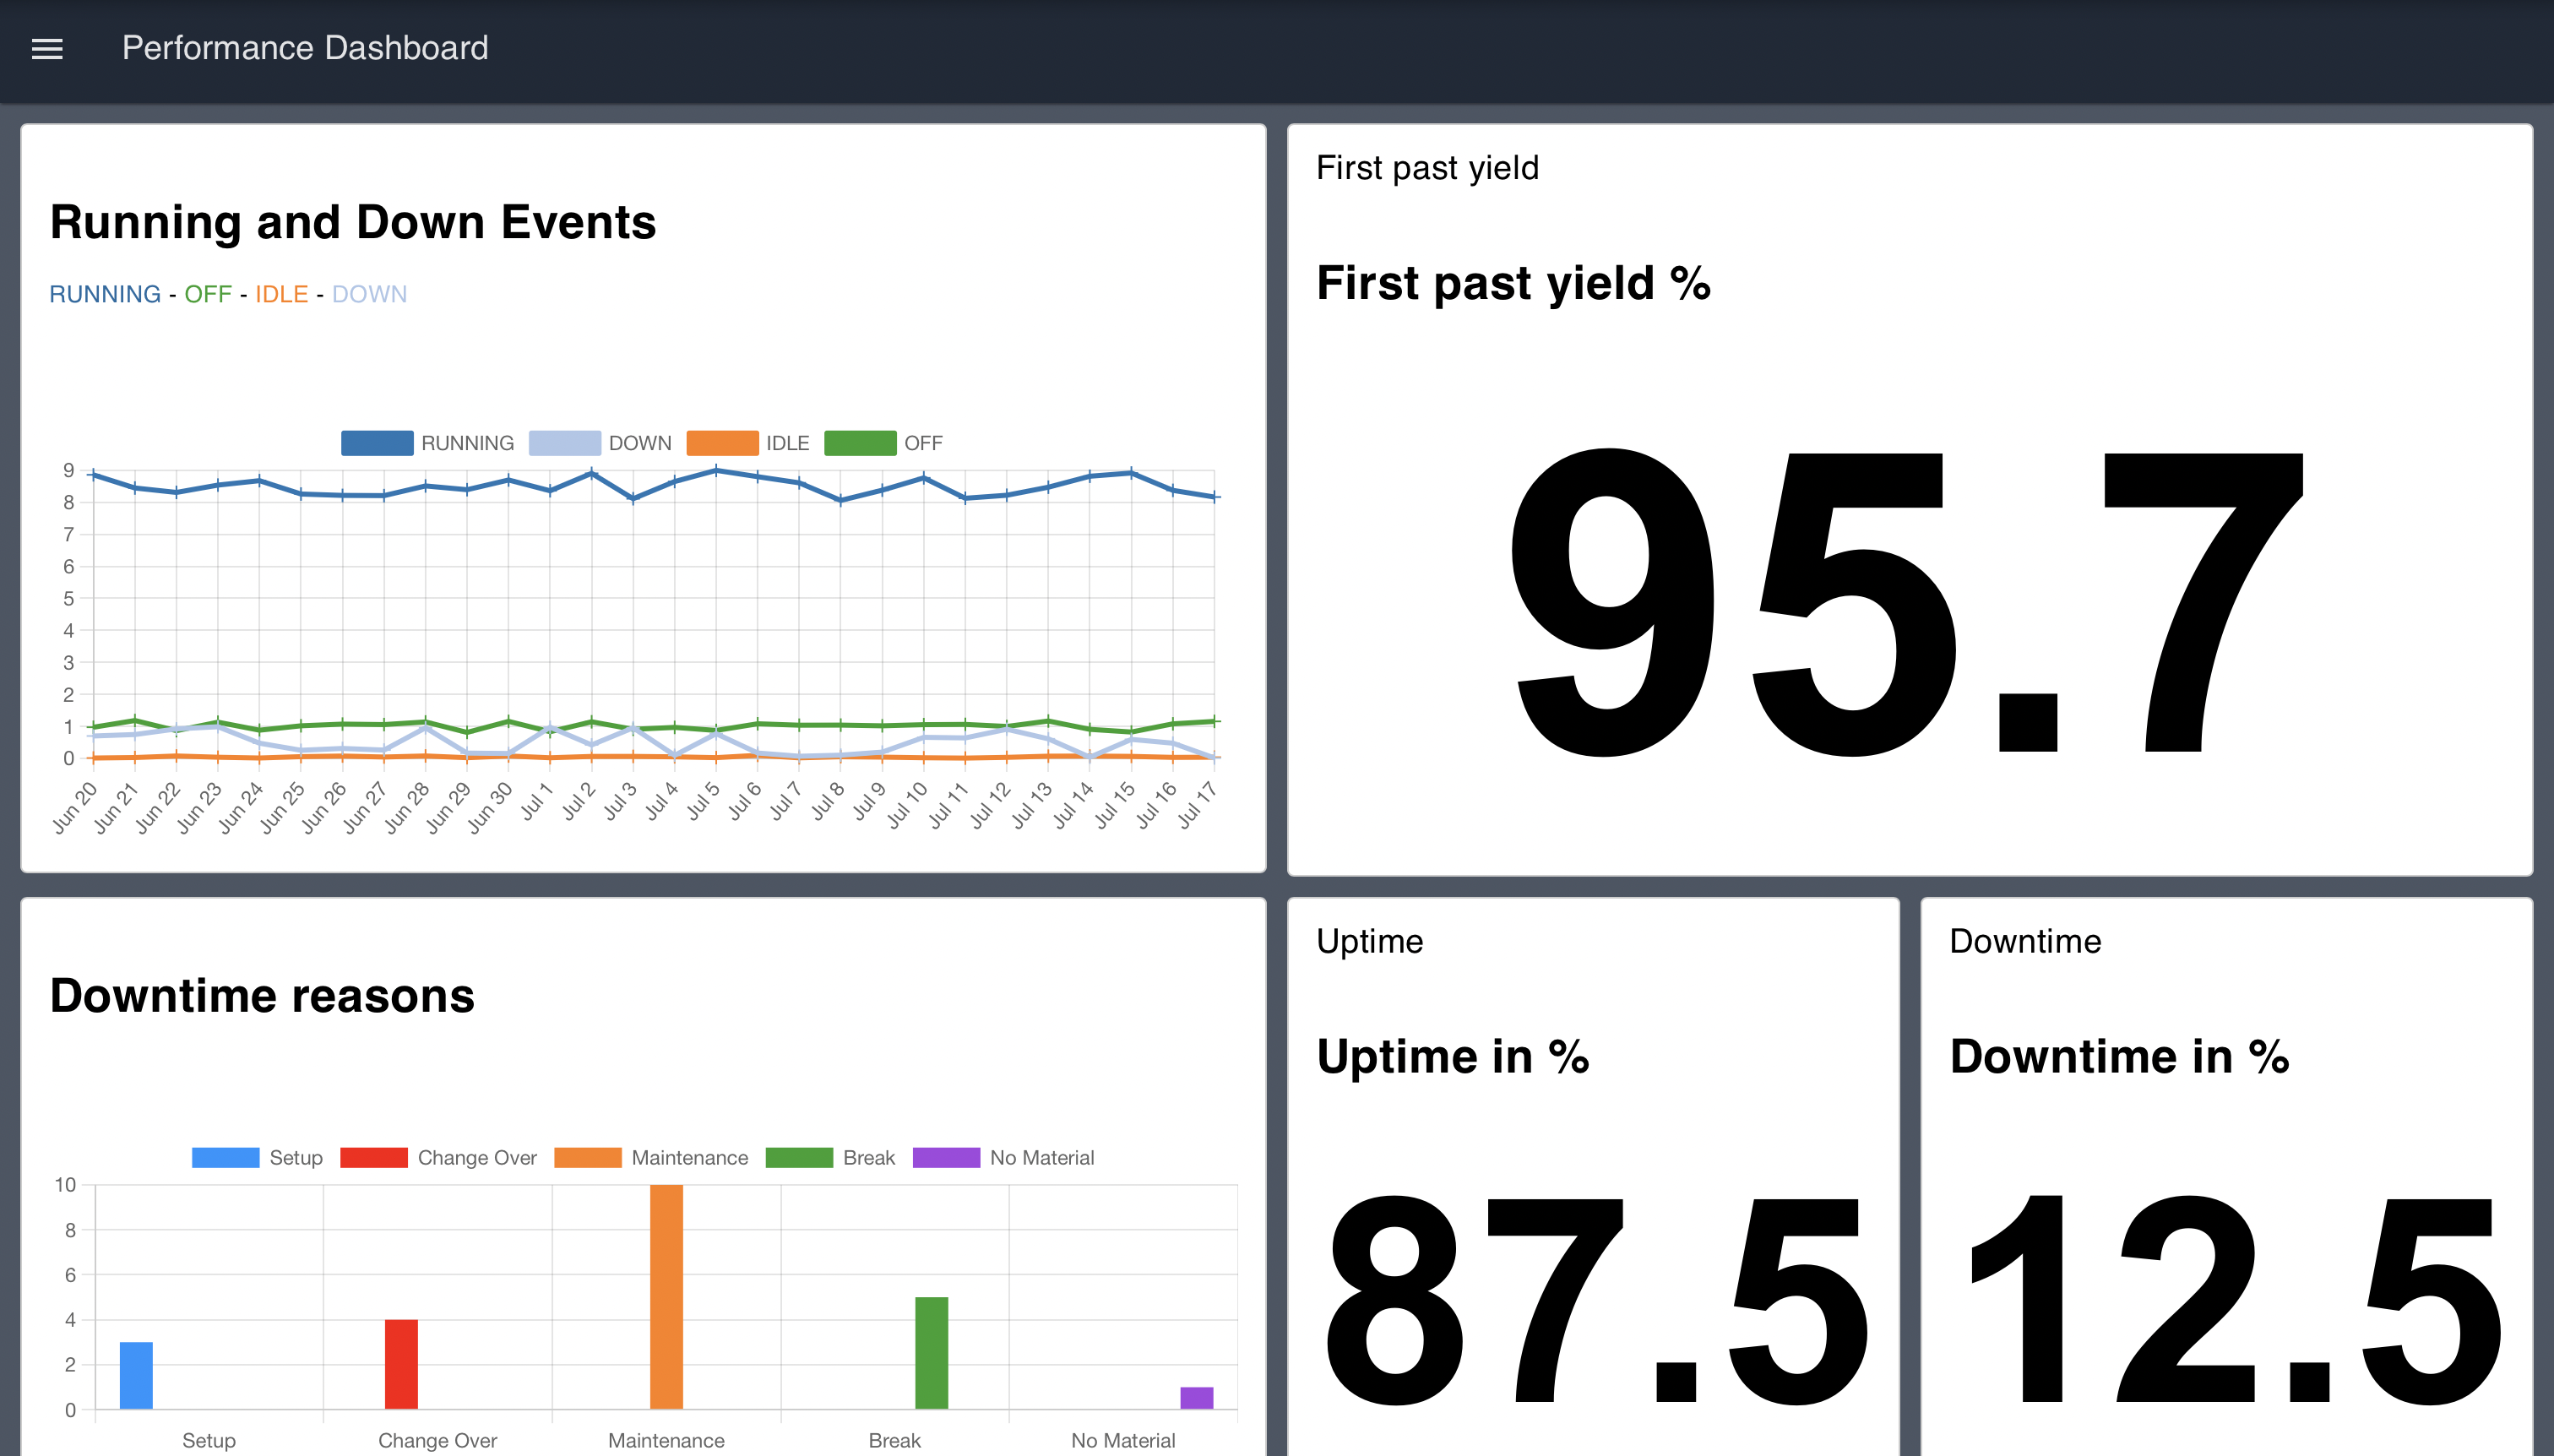 Performance Dashboard
Running and Down Events
RUNNING - OFF - IDLE - DOWN
RUNNING DOWN IDLE OFF
9
8
7
6
5
4
3
2
1
0
Jun 20 Jun 21 Jun 22 Jun 23 Jun 24 Jun 25 Jun 26 Jun 27 Jun 28 Jun 29 Jun 30 Jul 1 Jul 2 Jul 3 Jul 4 Jul 5 Jul 6 Jul 7 Jul 8 Jul 9 Jul 10 Jul 11 Jul 12 Jul 13 Jul 14 Jul 15 Jul 16 Jul 17
First past yield
First past yield %
95.7
Downtime reasons
Setup Change Over Maintenance Break No Material
10
8
6
4
2
0
Setup Change Over Maintenance Break No Material
Uptime
Uptime in %
87.5
Downtime
Downtime in %
12.5